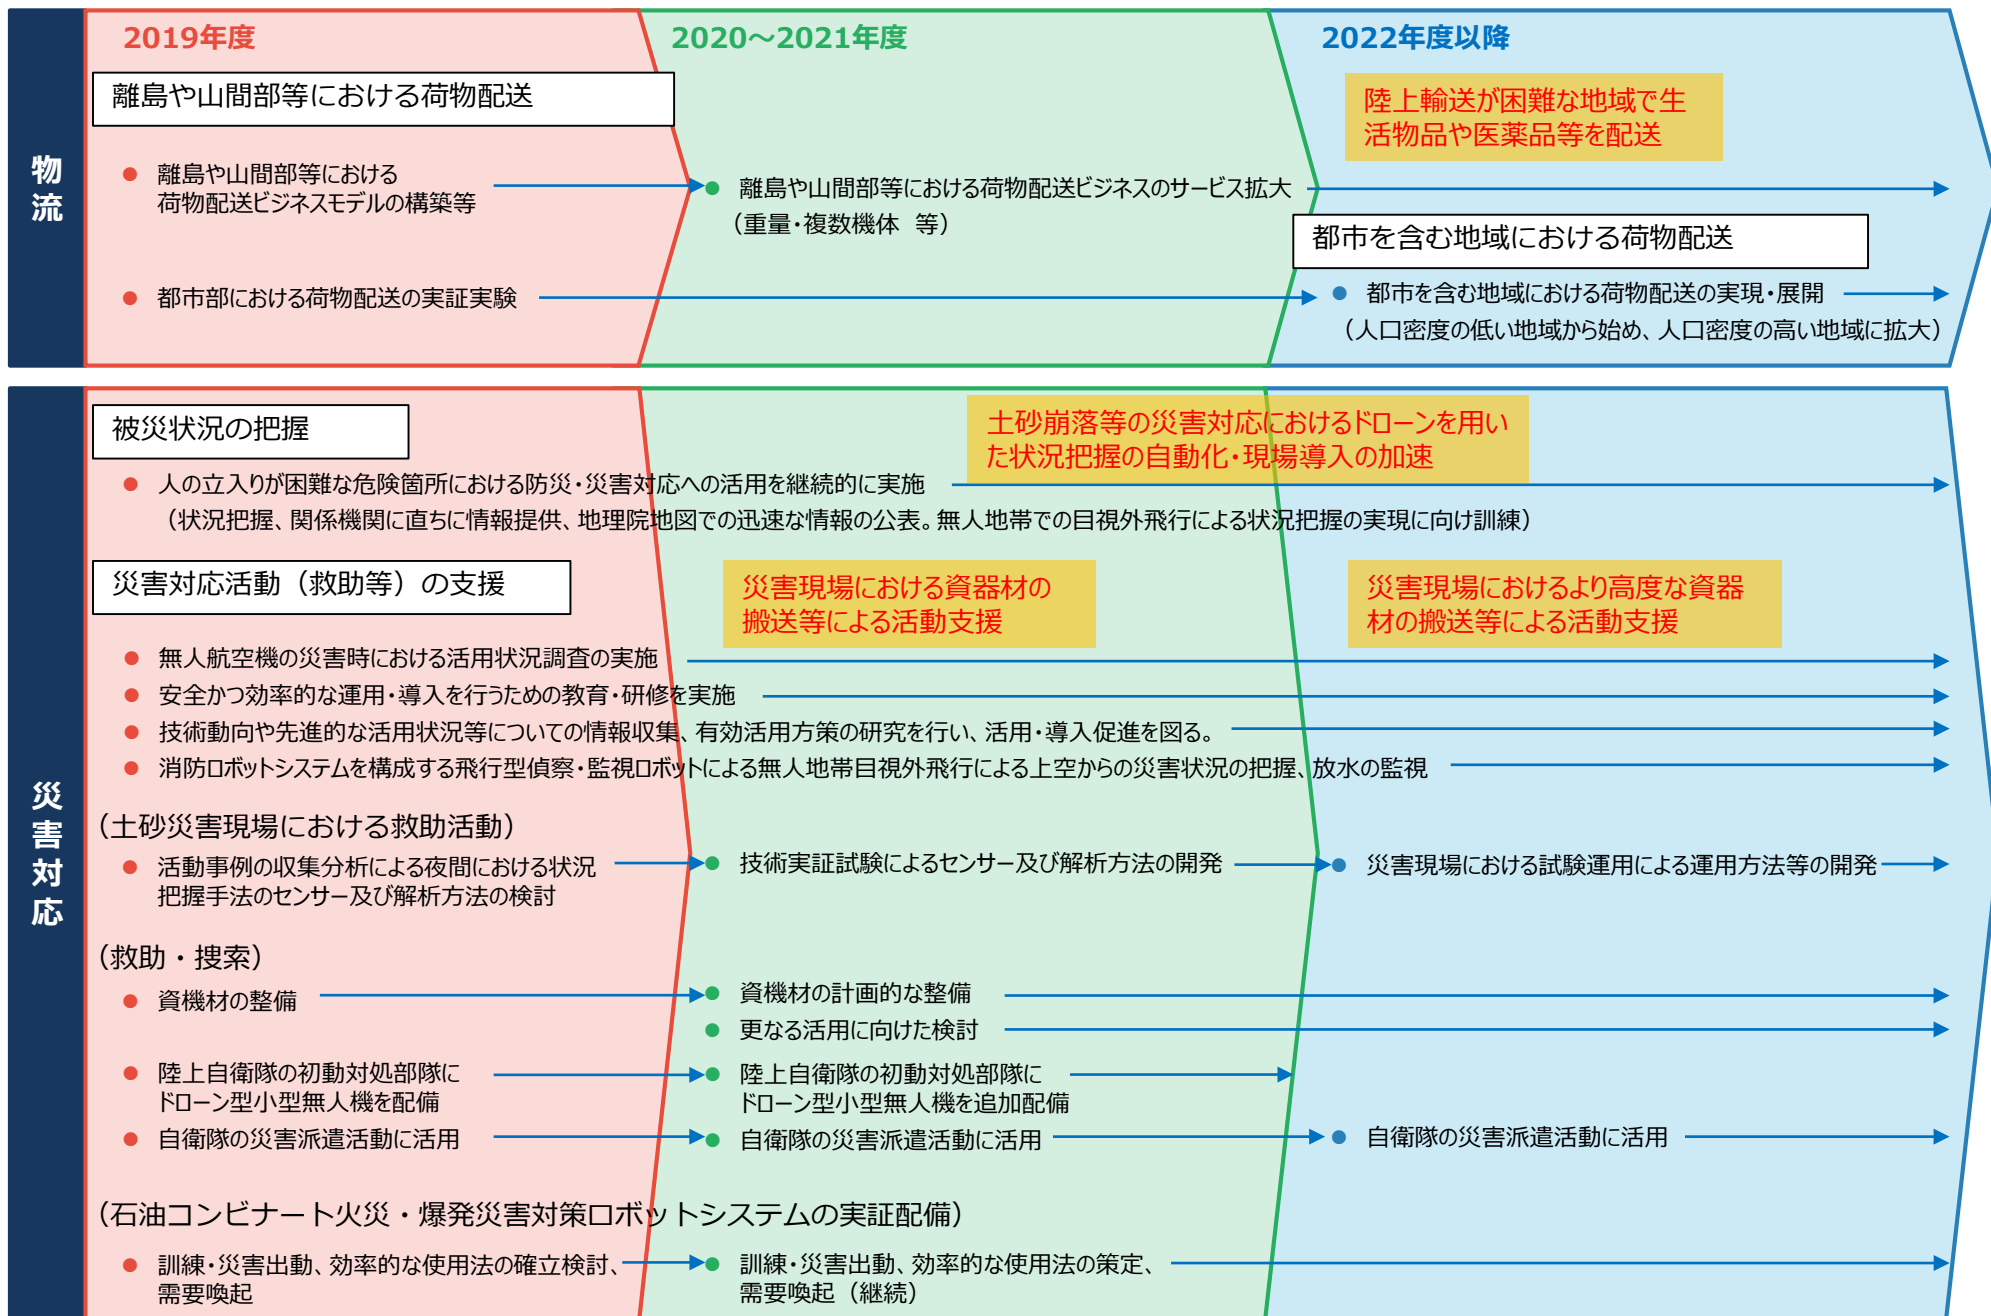 2019年度
2020～2021年度
2022年度以降
物流
離島や山間部等における荷物配送
陸上輸送が困難な地域で生
活物品や医薬品等を配送
離島や山間部等における
荷物配送ビジネスモデルの構築等
離島や山間部等における荷物配送ビジネスのサービス拡大
（重量・複数機体　等）
都市を含む地域における荷物配送
都市部における荷物配送の実証実験
都市を含む地域における荷物配送の実現・展開
（人口密度の低い地域から始め、人口密度の高い地域に拡大）
災害対応
被災状況の把握
土砂崩落等の災害対応におけるドローンを用い
た状況把握の自動化・現場導入の加速
人の立入りが困難な危険箇所における防災・災害対応への活用を継続的に実施
（状況把握、関係機関に直ちに情報提供、地理院地図での迅速な情報の公表。無人地帯での目視外飛行による状況把握の実現に向け訓練）
災害対応活動（救助等）の支援
災害現場における資器材の
搬送等による活動支援
災害現場におけるより高度な資器
材の搬送等による活動支援
無人航空機の災害時における活用状況調査の実施
安全かつ効率的な運用・導入を行うための教育・研修を実施
技術動向や先進的な活用状況等についての情報収集、有効活用方策の研究を行い、活用・導入促進を図る。
消防ロボットシステムを構成する飛行型偵察・監視ロボットによる無人地帯目視外飛行による上空からの災害状況の把握、放水の監視
（土砂災害現場における救助活動）
活動事例の収集分析による夜間における状況
把握手法のセンサー及び解析方法の検討
技術実証試験によるセンサー及び解析方法の開発
災害現場における試験運用による運用方法等の開発
（救助・捜索）
資機材の整備
資機材の計画的な整備
更なる活用に向けた検討
陸上自衛隊の初動対処部隊に
ドローン型小型無人機を配備
陸上自衛隊の初動対処部隊に
ドローン型小型無人機を追加配備
自衛隊の災害派遣活動に活用
自衛隊の災害派遣活動に活用
自衛隊の災害派遣活動に活用
（石油コンビナート火災・爆発災害対策ロボットシステムの実証配備）
訓練・災害出動、効率的な使用法の確立検討、
需要喚起
訓練・災害出動、効率的な使用法の策定、
需要喚起（継続）